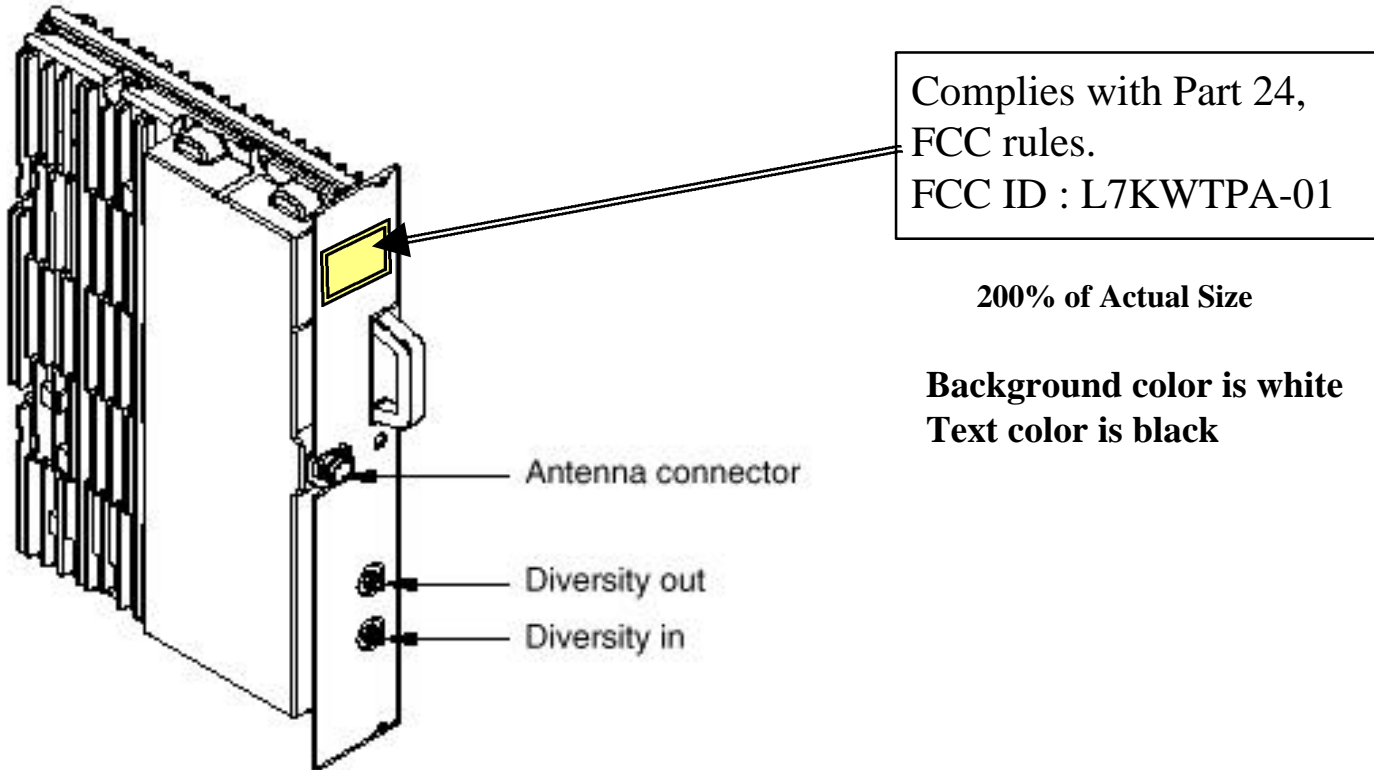 Complies with Part 24,
FCC rules.
FCC ID : L7KWTPA-01
200% of Actual Size
Background color is white
Text color is black
Antenna connector
Diversity out
Diversity in